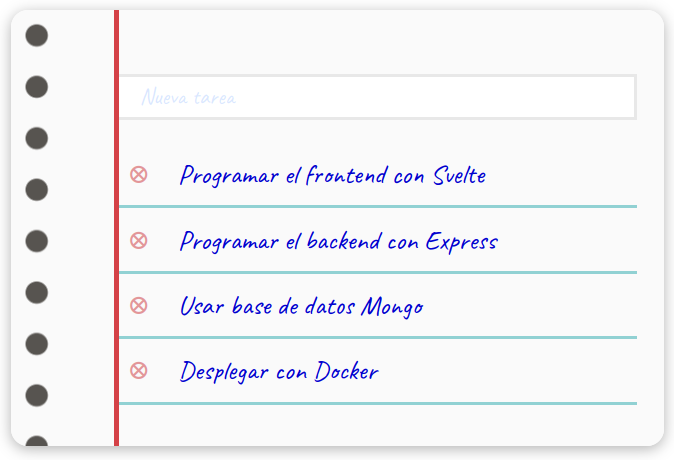 Nueva tarea
Programar el frontend con Svelte
Programar el backend con Express
Usar base de datos Mongo
Desplegar con Docker